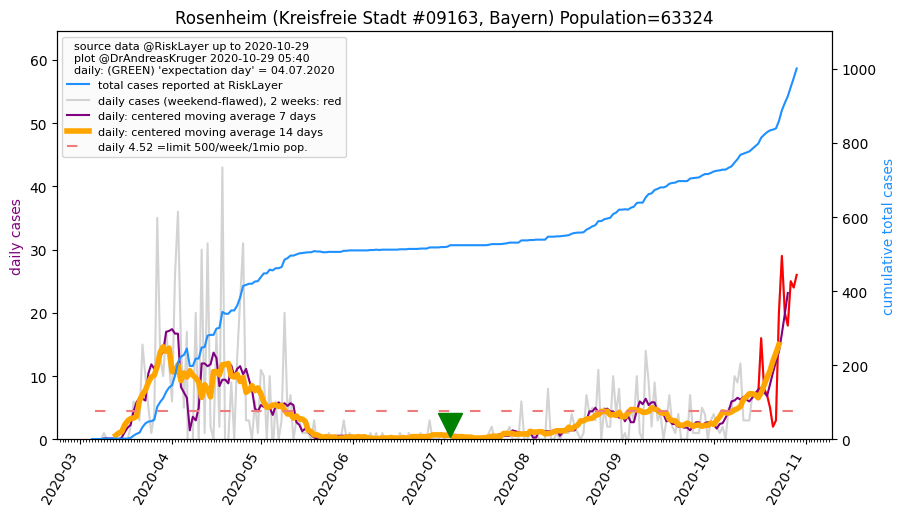 Rosenheim (Kreisfreie Stadt #09163, Bayern) Population=63324
source data @RiskLayer up to 2020-10-29
plot @DrAndreasKruger 2020-10-29 05:40
daily: (GREEN) 'expectation day' = 04.07.2020
total cases reported at RiskLayer
daily cases (weekend-flawed), 2 weeks: red
daily: centered moving average 7 days
daily: centered moving average 14 days
daily 4.52 =limit 500/week/1mio pop.
daily cases
60
50
40
30
20
10
0
cumulative total cases
1000
800
600
400
200
0
2020-03
2020-04
2020-05
2020-06
2020-07
2020-08
2020-09
2020-10
2020-11